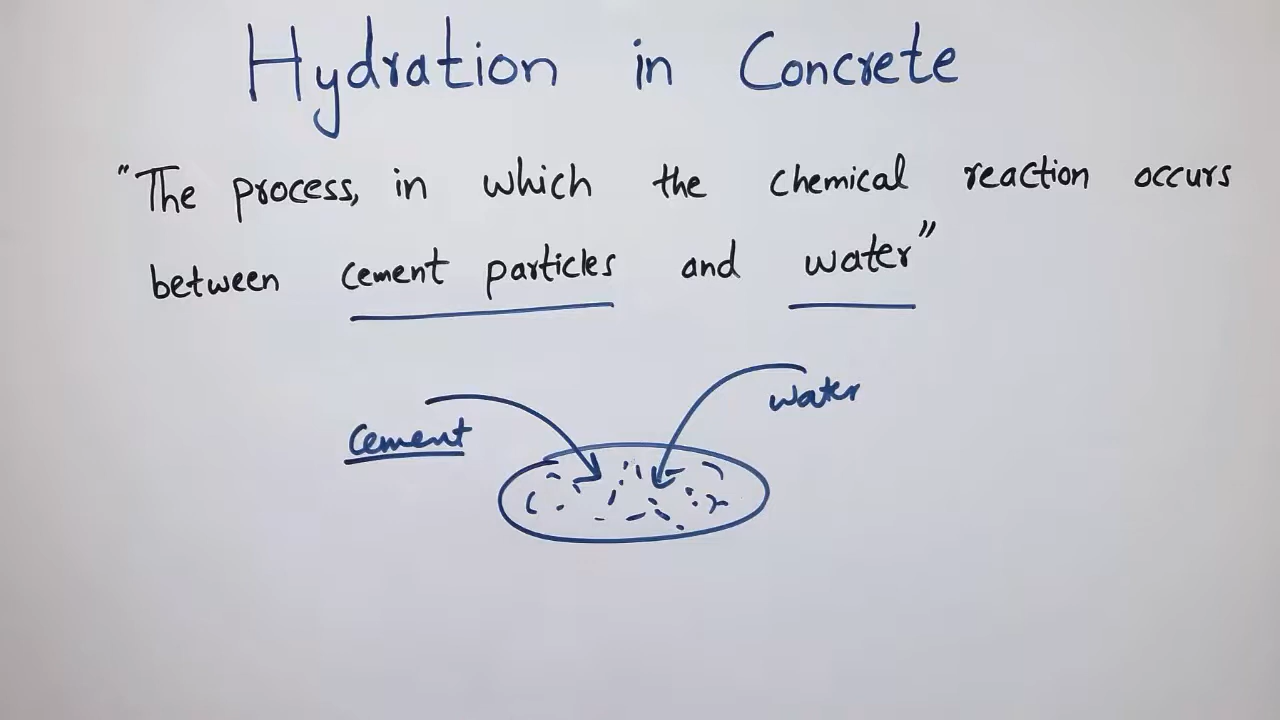 Hydration in Concrete
"The process, in which the chemical reaction occurs
between cement particles and water"
cement
water